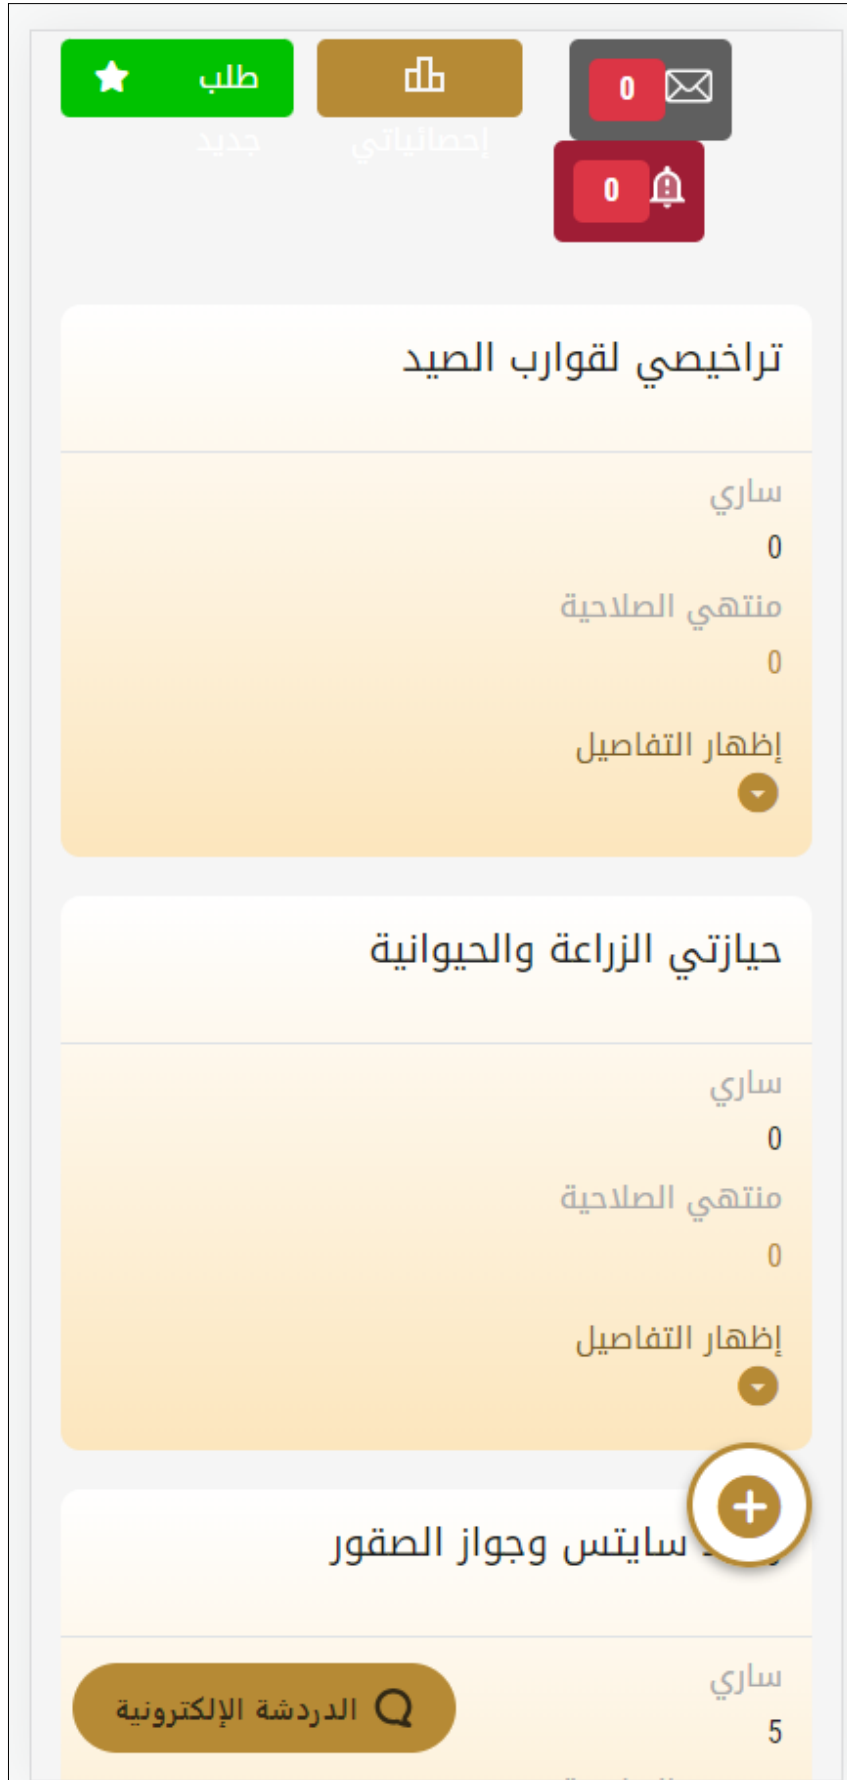 0
إحصائياتي
طلب
جديد
0
تراخيصي لقوارب الصيد
ساري
0
منتهي الصلاحية
0
إظهار التفاصيل
حيازتي الزراعة والحيوانية
ساري
0
منتهي الصلاحية
0
إظهار التفاصيل
سايتس وجواز الصقور
ساري
5
الدردشة الإلكترونية